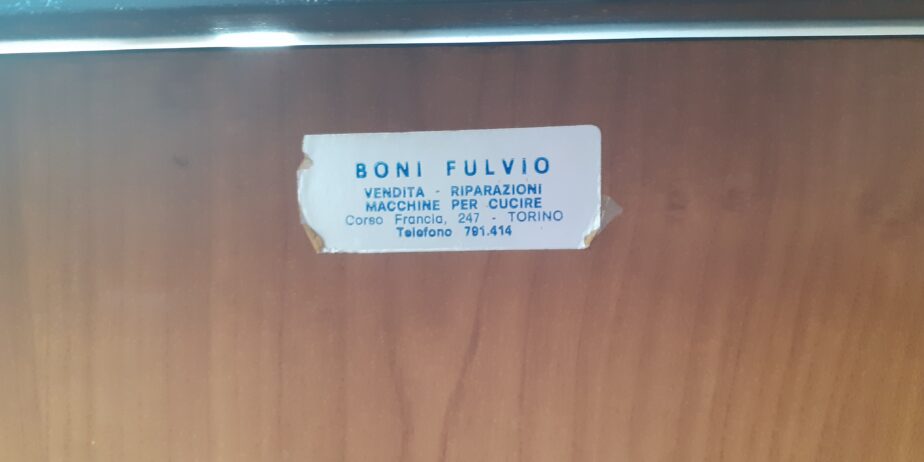 BONI FULVIO
VENDITA - RIPARAZIONI
MACCHINE PER CUCIRE
Corso Francia, 247 - TORINO
Telefono 791.414